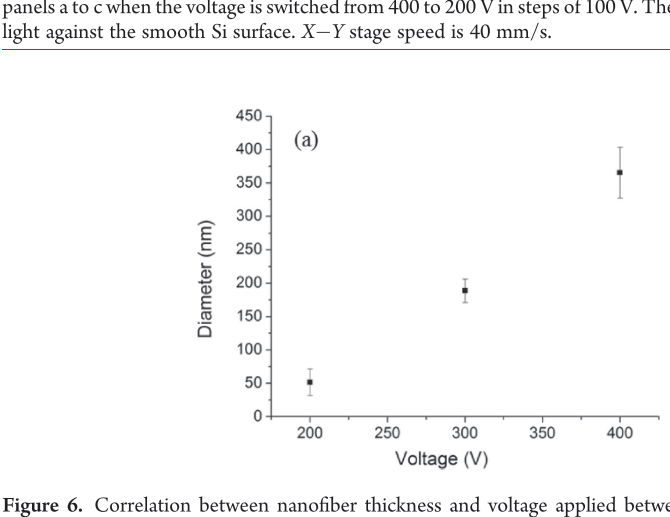 panels a to c when the voltage is switched from 400 to 200 V in steps of 100 V. The
light against the smooth Si surface. X−Y stage speed is 40 mm/s.
(a)
Diameter (nm)
450
400
350
300
250
200
150
100
50
0
200 250 300 350 400
Voltage (V)
Figure 6. Correlation between nanofiber thickness and voltage applied betwe